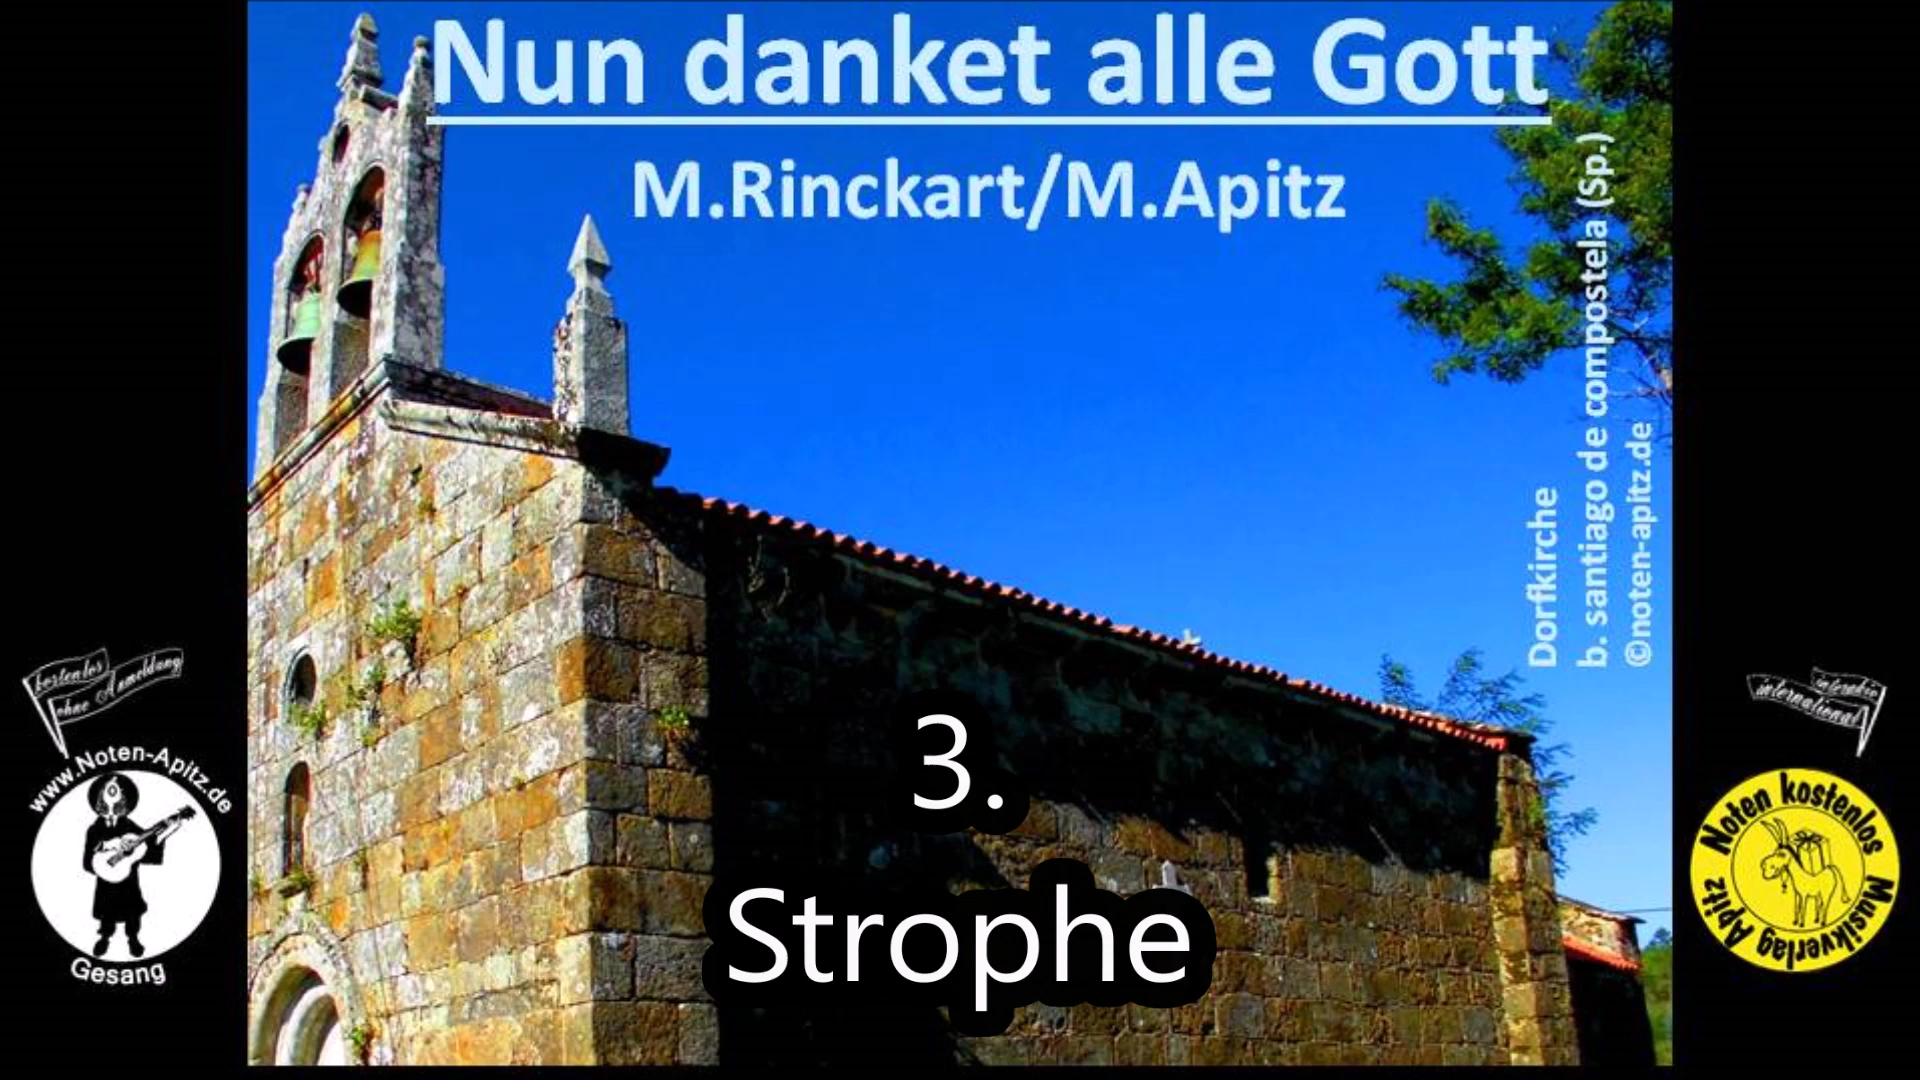 Nun danket alle Gott
M.Rinckart/M.Apitz
Dorfkirche
b. santiago de compostela (Sp.)
©noten-apitz.de
3.
Strophe
kostenlos
ohne Anmeldung
www.Noten-Apitz.de
Gesang
international
Noten kostenlos
Musikverlag Apitz